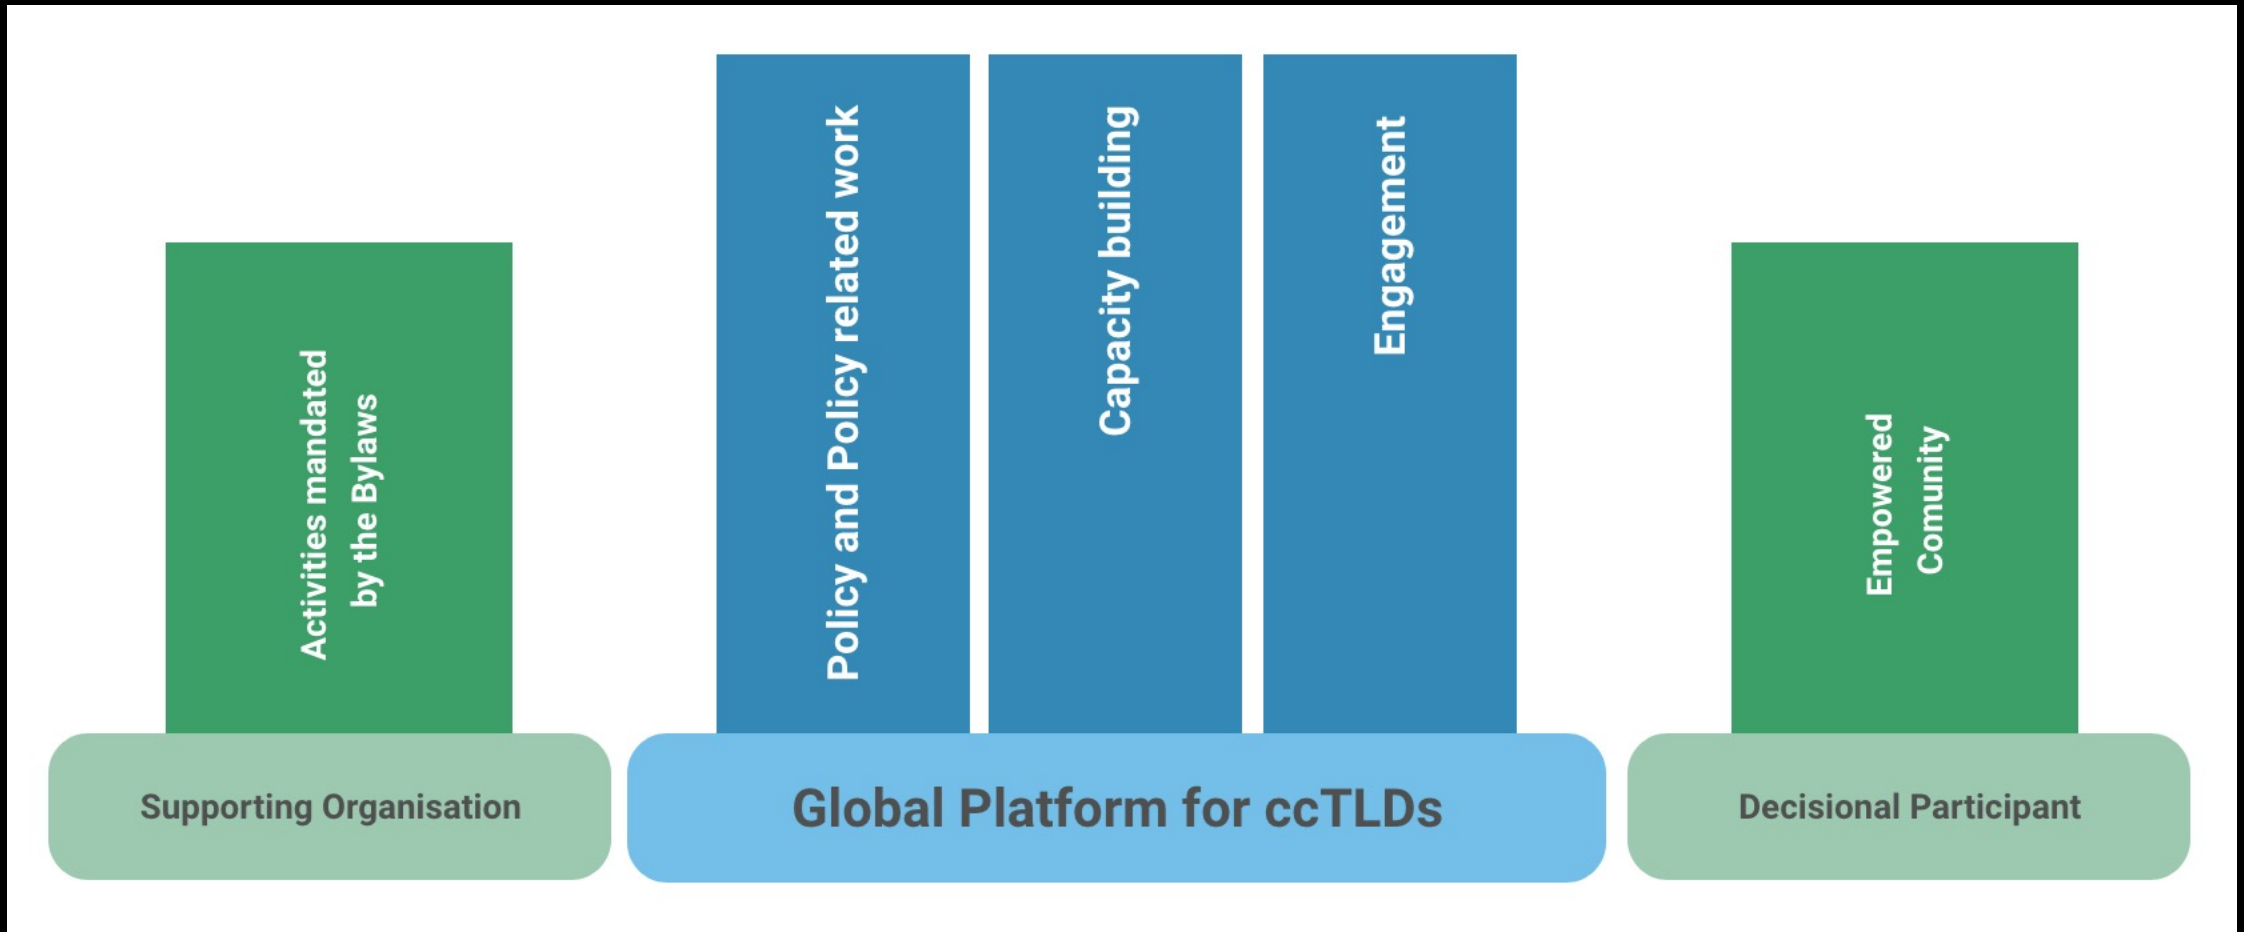 Activities mandated
by the Bylaws
Supporting Organisation
Policy and Policy related work
Capacity building
Engagement
Global Platform for ccTLDs
Empowered
Comunity
Decisional Participant